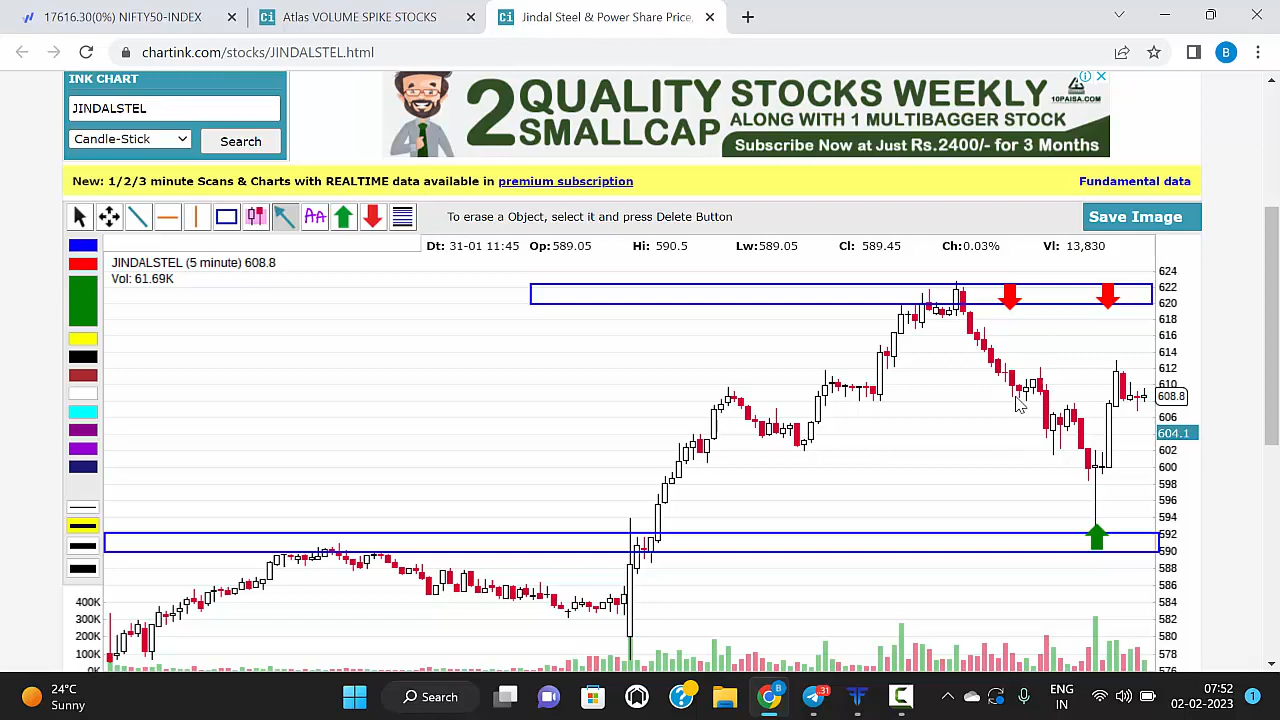 17616.30(0%) NIFTY50-INDEX
Atlas VOLUME SPIKE STOCKS
Jindal Steel & Power Share Price,
chartink.com/stocks/JINDALSTEL.html
B
INK CHART
JINDALSTEL
Candle-Stick
Search
2 QUALITY STOCKS WEEKLY
SMALLCAP ALONG WITH 1 MULTIBAGGER STOCK
Subscribe Now at Just Rs.2400/- for 3 Months
10PAISA.COM
New: 1/2/3 minute Scans & Charts with REALTIME data available in premium subscription
Fundamental data
AA
To erase a Object, select it and press Delete Button
Save Image
Dt: 31-01 11:45 Op:589.05 Hi: 590.5 Lw:589.05 Cl: 589.45 Ch:0.03% Vl: 13,830
JINDALSTEL (5 minute) 608.8
Vol: 61.69K
624
622
620
618
616
614
612
610
608.8
606
604.1
602
600
598
596
594
592
590
588
586
584
582
580
578
576
400K
300K
200K
100K
0K
24°C
Sunny
Search
31
B
ENG
IN
07:52
02-02-2023
1